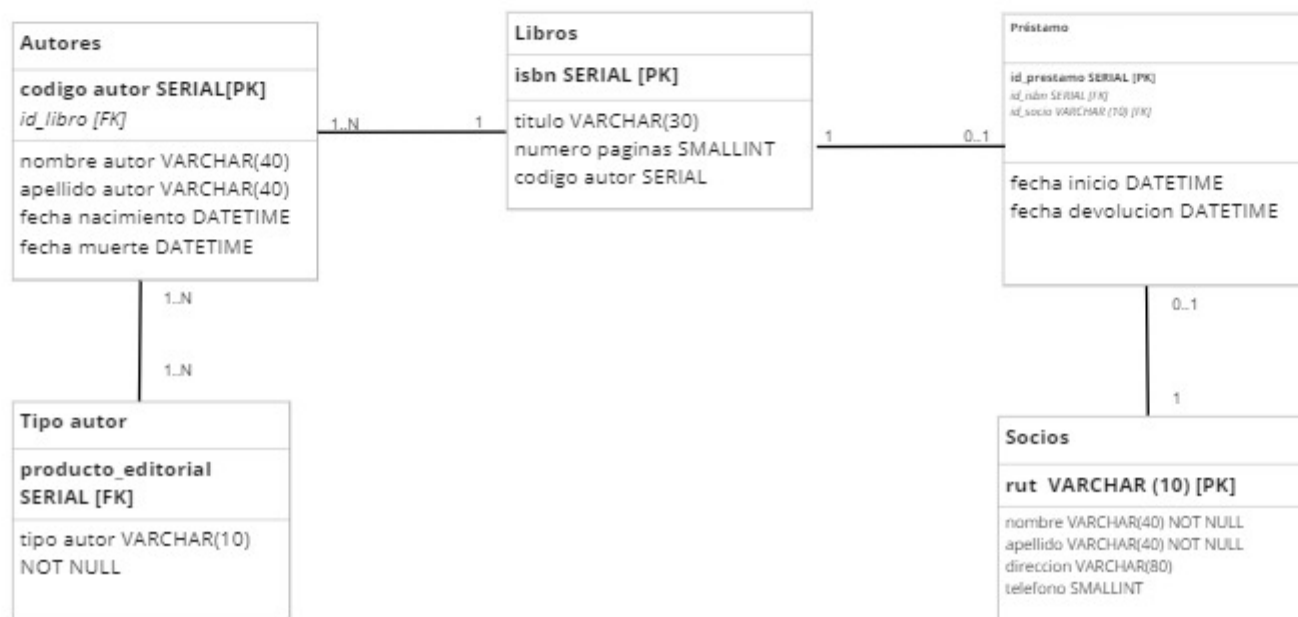 Autores
codigo autor SERIAL[PK]
id_libro [FK]
nombre autor VARCHAR(40)
apellido autor VARCHAR(40)
fecha nacimiento DATETIME
fecha muerte DATETIME
1..N
1
Libros
isbn SERIAL [PK]
titulo VARCHAR(30)
numero paginas SMALLINT
codigo autor SERIAL
1
0..1
Préstamo
id_prestamo SERIAL [PK]
id_isbn SERIAL [FK]
id_socio VARCHAR (10) [FK]
fecha inicio DATETIME
fecha devolucion DATETIME
1..N
1..N
0..1
1
Tipo autor
producto_editorial
SERIAL [FK]
tipo autor VARCHAR(10)
NOT NULL
Socios
rut VARCHAR (10) [PK]
nombre VARCHAR(40) NOT NULL
apellido VARCHAR(40) NOT NULL
direccion VARCHAR(80)
telefono SMALLINT